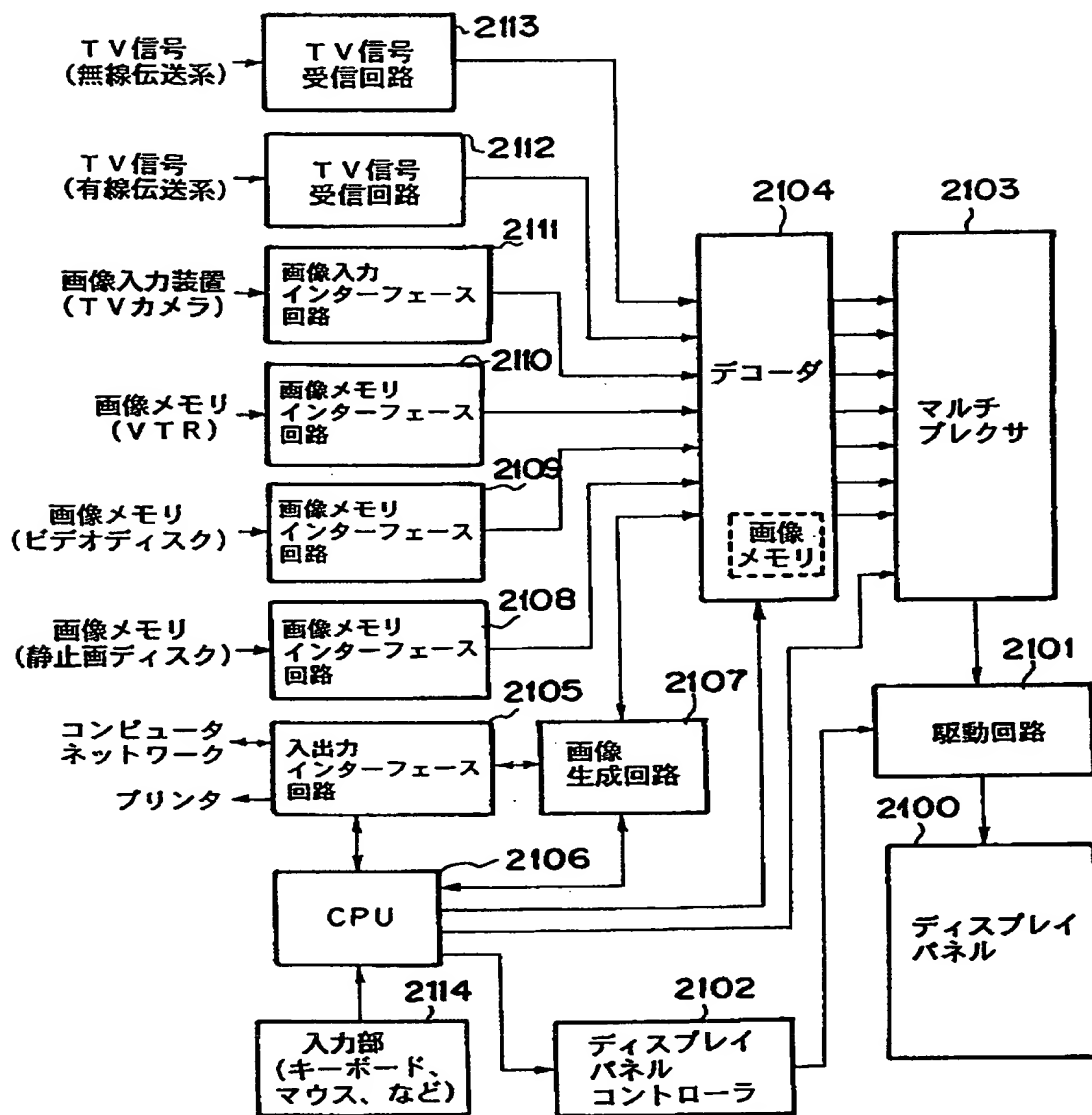 2113
TV信号
(無線伝送系)
TV信号
受信回路
2112
TV信号
(有線伝送系)
TV信号
受信回路
2104
2103
2111
画像入力装置
(TVカメラ)
画像入力
インターフェース
回路
2110
画像メモリ
(VTR)
画像メモリ
インターフェース
回路
デコーダ
マルチ
プレクサ
2109
画像メモリ
(ビデオディスク)
画像メモリ
インターフェース
回路
画像
メモリ
2108
画像メモリ
(静止画ディスク)
画像メモリ
インターフェース
回路
2105
2107
2101
コンピュータ
ネットワーク
プリンタ
入出力
インターフェース
回路
画像
生成回路
駆動回路
2100
2106
CPU
ディスプレイ
パネル
2114
2102
入力部
(キーボード、
マウス、など)
ディスプレイ
パネル
コントローラ